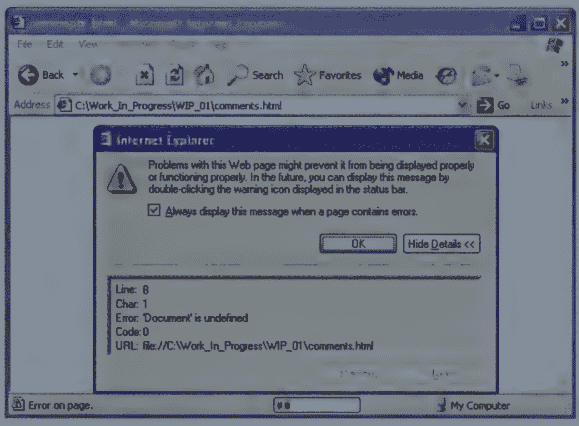 File Edit View
Back Search Favorites Media
Address C:\Work_In_Progress\WIP_01\comments.html Go Links »
Internet Explorer
Problems with this Web page might prevent it from being displayed properly
or functioning properly. In the future, you can display this message by
double-clicking the warning icon displayed in the status bar.
Always display this message when a page contains errors.
OK Hide Details <<
Line: 8
Char: 1
Error: 'Document' is undefined
Code: 0
URL: file://C:\Work_In_Progress\WIP_01\comments.html
Error on page. My Computer